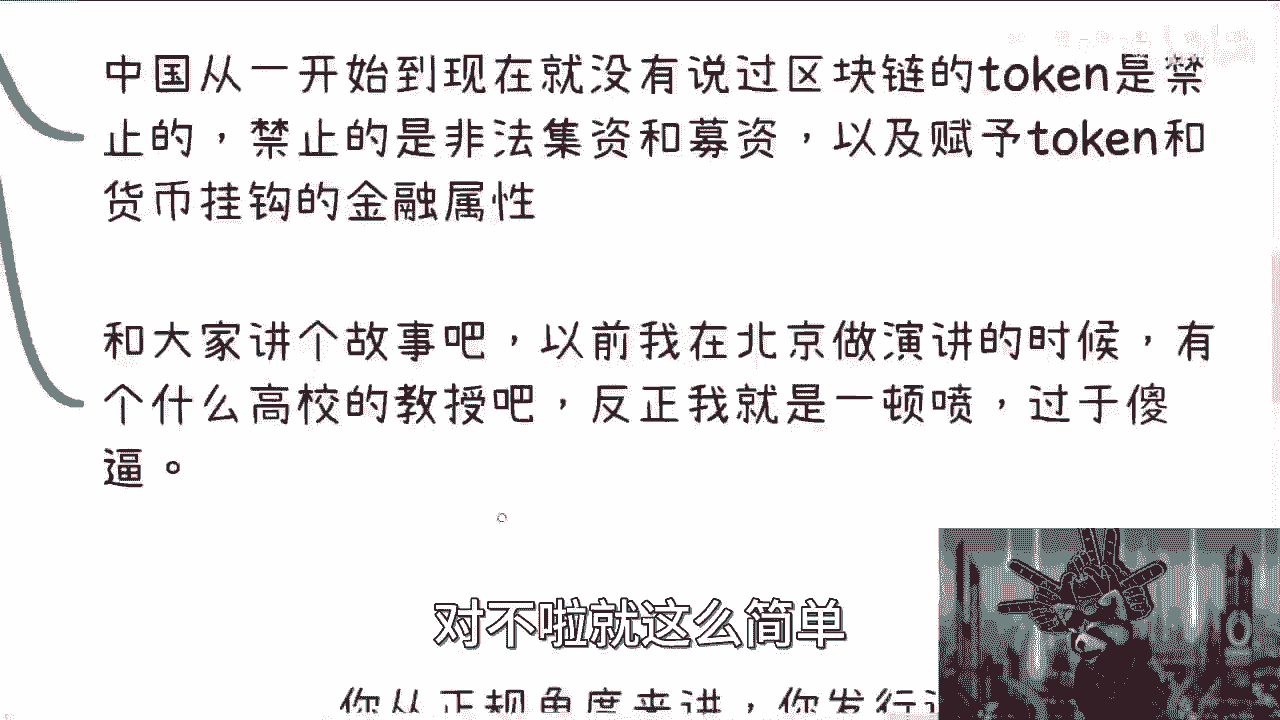 中国从一开始到现在就没有说过区块链的token是禁
止的，禁止的是非法集资和募资，以及赋予token和
货币挂钩的金融属性
和大家讲个故事吧，以前我在北京做演讲的时候，有
个什么高校的教授吧，反正我就是一顿喷，过于傻
逼。
对不啦就这么简单
你从正规角度来讲，你发行